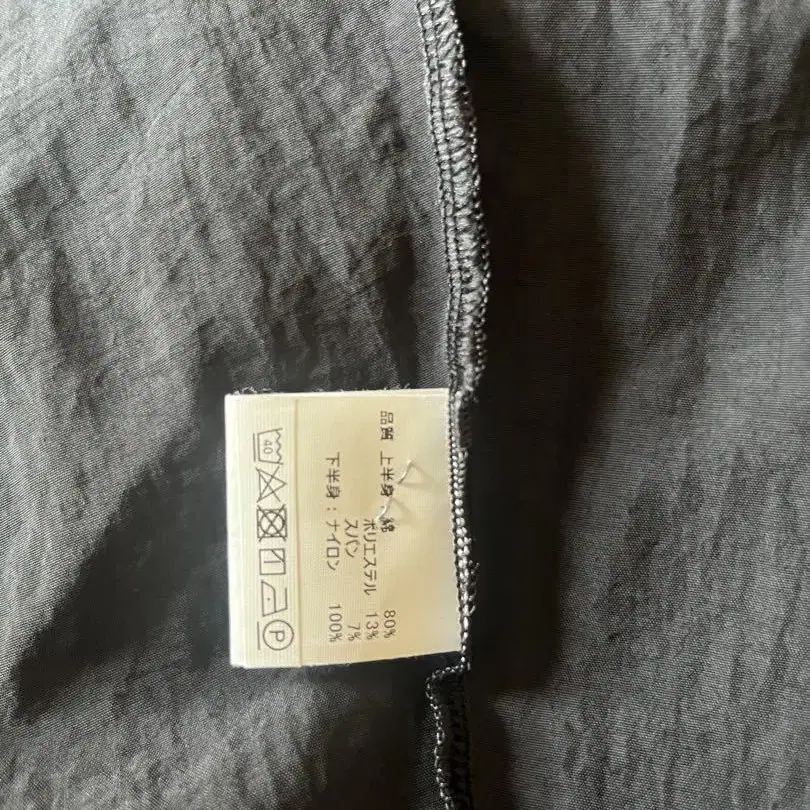 品質 上半身 綿 80%
ポリエステル 13%
スパン 7%
下半身:ナイロン 100%
40
P